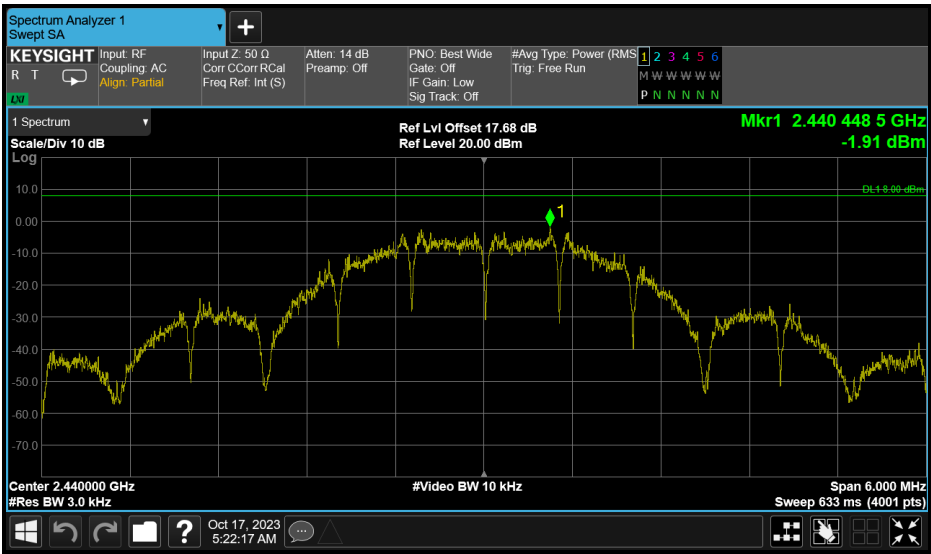 Spectrum Analyzer 1
Swept SA
+
KEYSIGHT
R T
LXI
Input: RF
Coupling: AC
Align: Partial
Input Z: 50 Ω
Corr CCorr RCal
Freq Ref: Int (S)
Atten: 14 dB
Preamp: Off
PNO: Best Wide
Gate: Off
IF Gain: Low
Sig Track: Off
#Avg Type: Power (RMS
Trig: Free Run
1 2 3 4 5 6
M W W W W W
P N N N N N
1 Spectrum
Scale/Div 10 dB
Log
Ref Lvl Offset 17.68 dB
Ref Level 20.00 dBm
Mkr1 2.440 448 5 GHz
-1.91 dBm
10.0
DL1 8.00 dBm
0.00
1
-10.0
-20.0
-30.0
-40.0
-50.0
-60.0
-70.0
Center 2.440000 GHz
#Video BW 10 kHz
Span 6.000 MHz
#Res BW 3.0 kHz
Sweep 633 ms (4001 pts)
?
Oct 17, 2023
5:22:17 AM